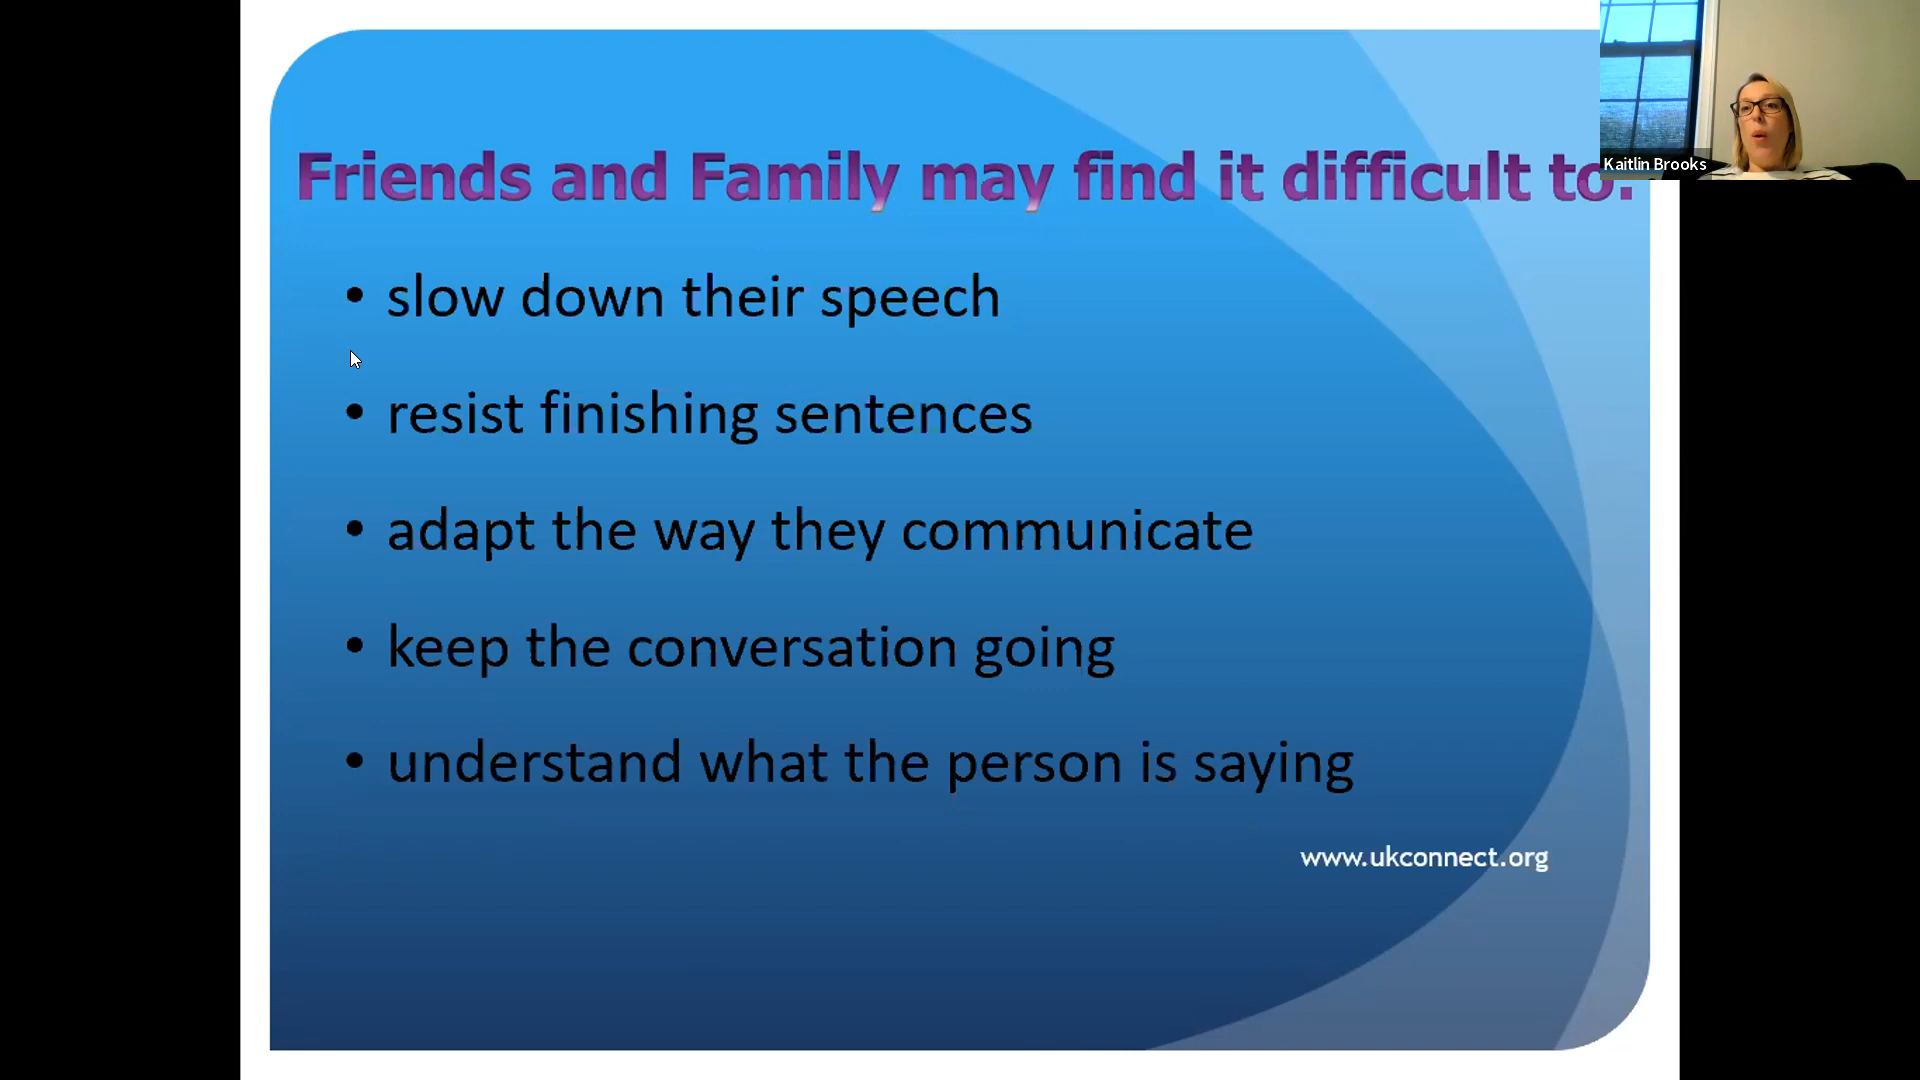 Friends and Family may find it difficult to:
Kaitlin Brooks
• slow down their speech
• resist finishing sentences
• adapt the way they communicate
• keep the conversation going
• understand what the person is saying
www.ukconnect.org